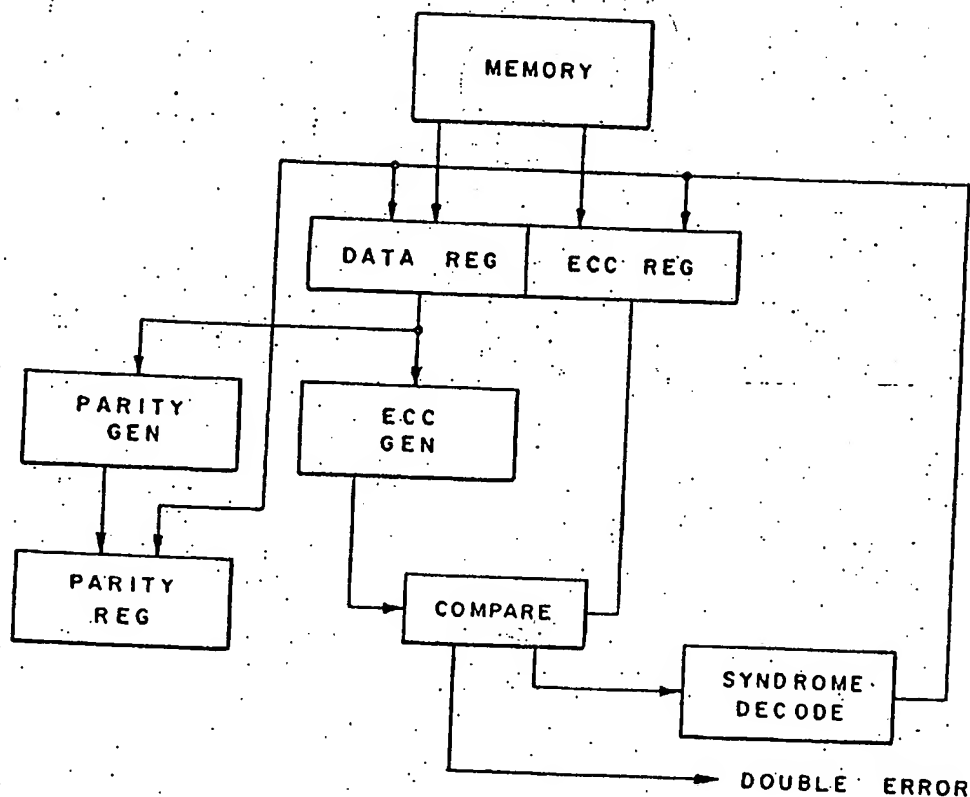 MEMORY
DATA REG
ECC REG
PARITY
GEN
ECC
GEN
PARITY
REG
COMPARE
SYNDROME
DECODE
DOUBLE ERROR